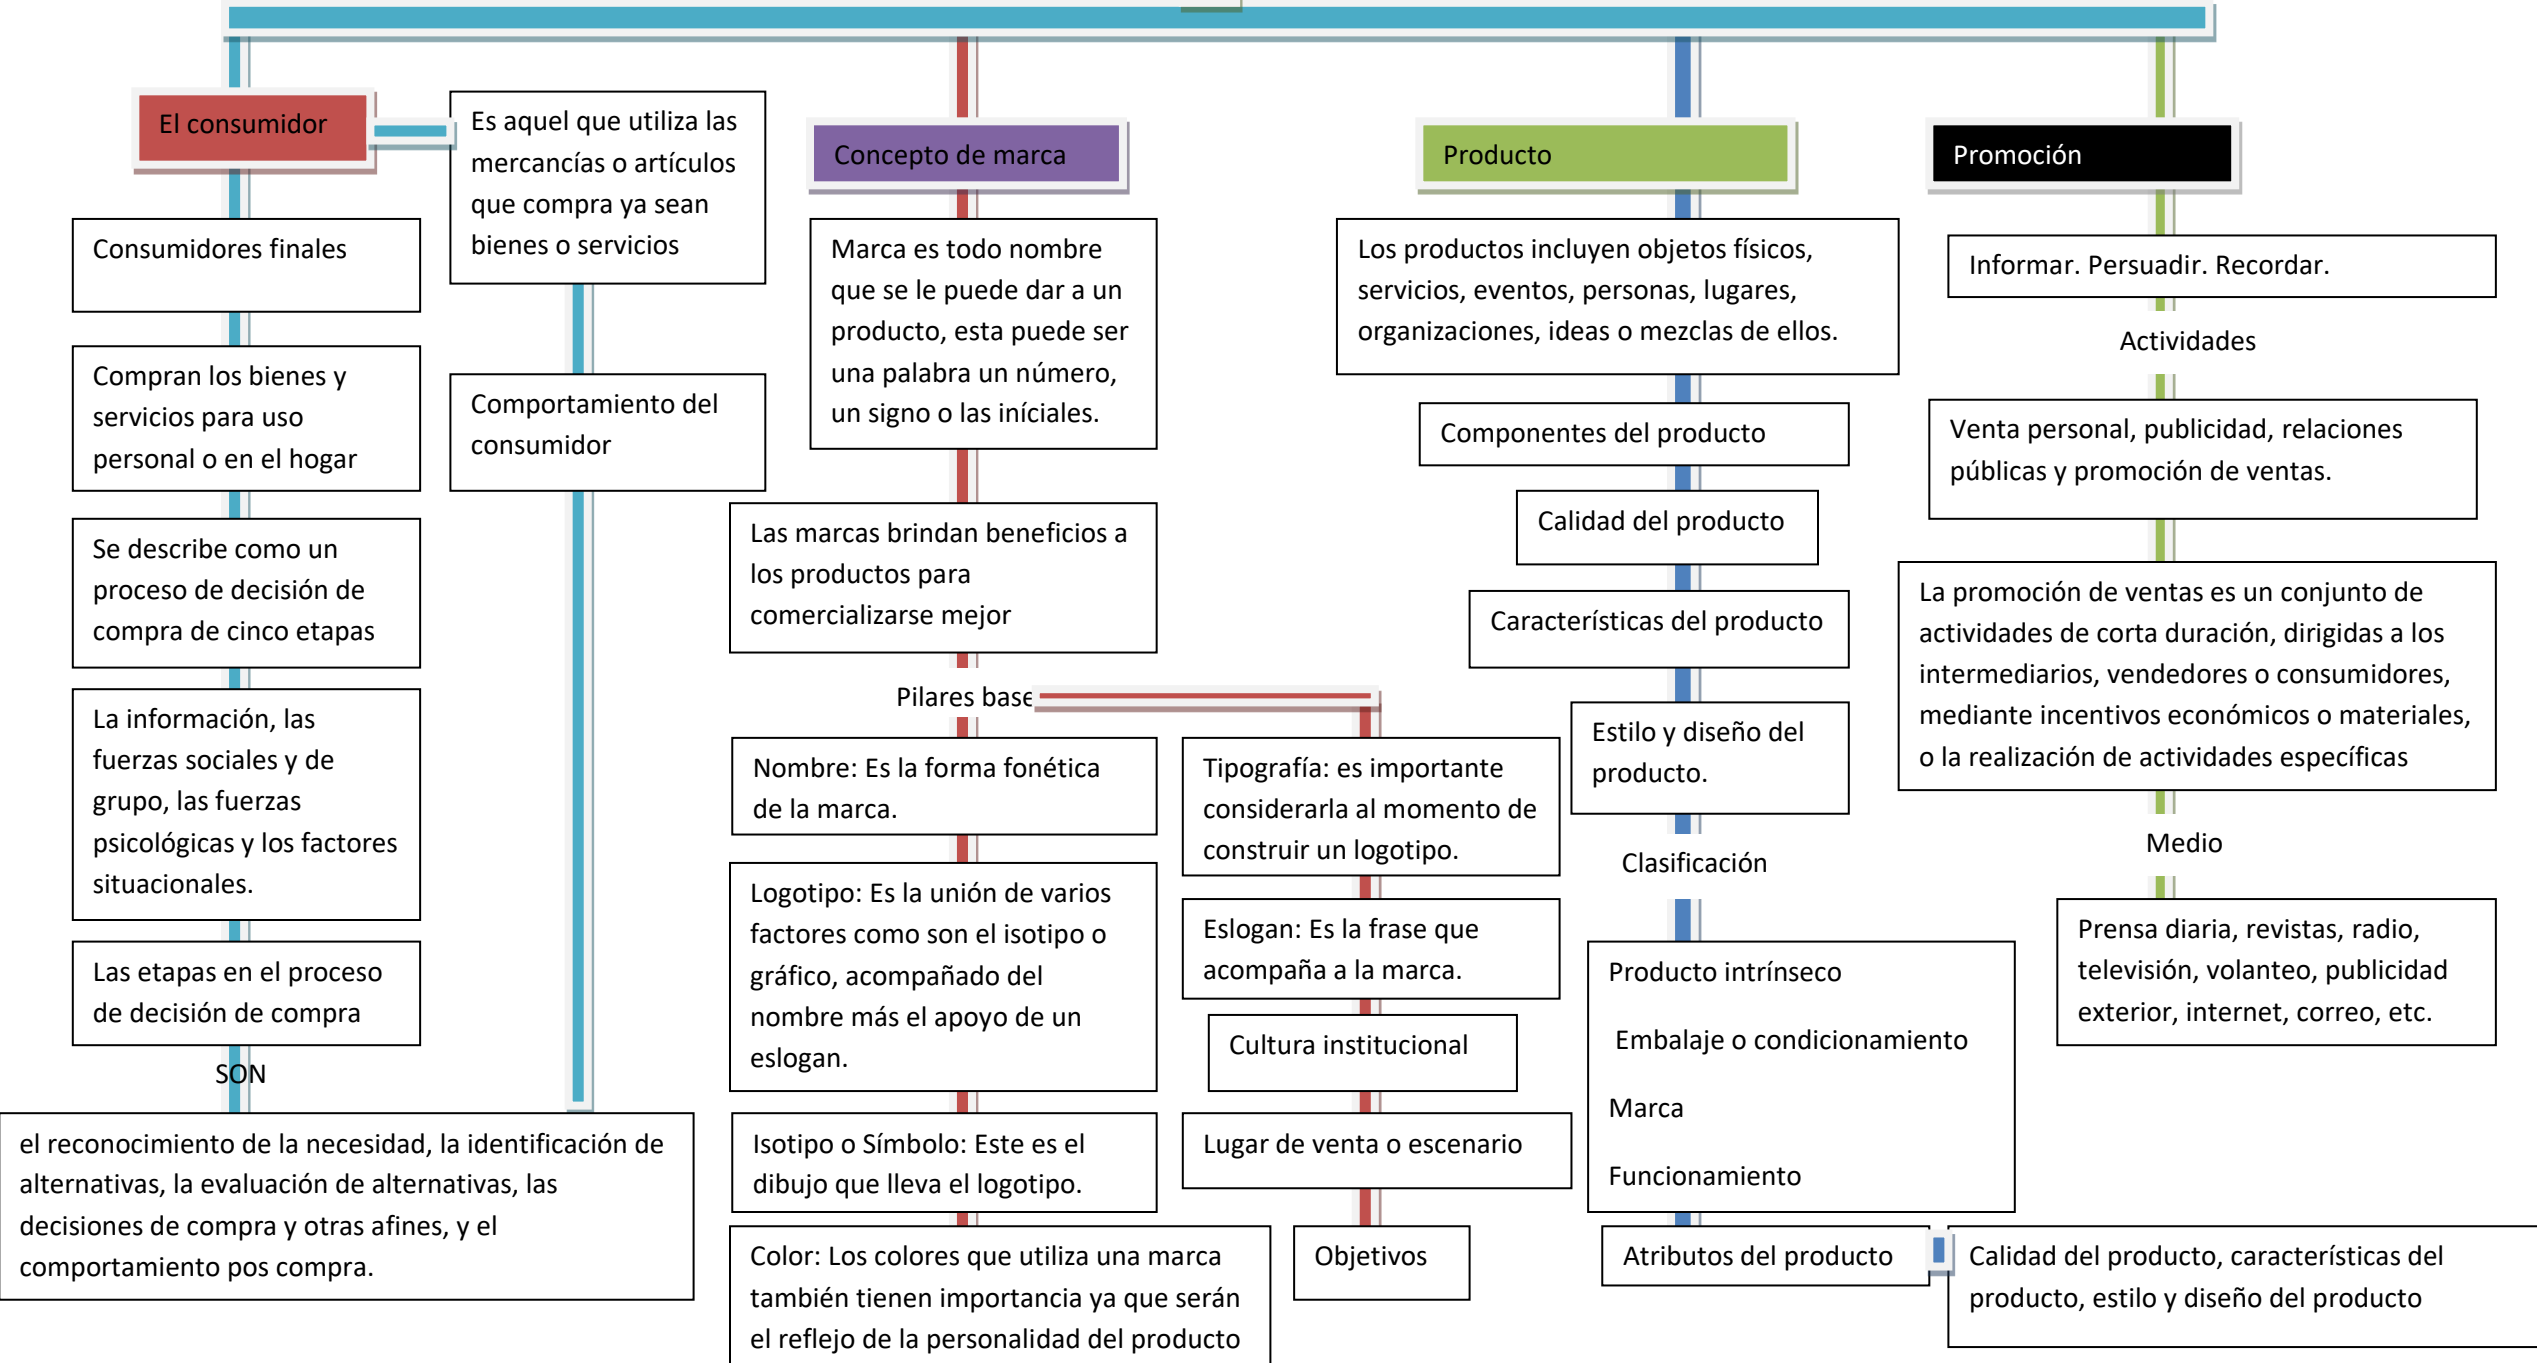 El consumidor
Es aquel que utiliza las
mercancías o artículos
que compra ya sean
bienes o servicios
Consumidores finales
Compran los bienes y
servicios para uso
personal o en el hogar
Comportamiento del
consumidor
Se describe como un
proceso de decisión de
compra de cinco etapas
La información, las
fuerzas sociales y de
grupo, las fuerzas
psicológicas y los factores
situacionales.
Las etapas en el proceso
de decisión de compra
SON
el reconocimiento de la necesidad, la identificación de
alternativas, la evaluación de alternativas, las
decisiones de compra y otras afines, y el
comportamiento pos compra.
Concepto de marca
Marca es todo nombre
que se le puede dar a un
producto, esta puede ser
una palabra un número,
un signo o las iníciales.
Las marcas brindan beneficios a
los productos para
comercializarse mejor
Pilares base
Nombre: Es la forma fonética
de la marca.
Logotipo: Es la unión de varios
factores como son el isotipo o
gráfico, acompañado del
nombre más el apoyo de un
eslogan.
Isotipo o Símbolo: Este es el
dibujo que lleva el logotipo.
Color: Los colores que utiliza una marca
también tienen importancia ya que serán
el reflejo de la personalidad del producto
Tipografía: es importante
considerarla al momento de
construir un logotipo.
Eslogan: Es la frase que
acompaña a la marca.
Cultura institucional
Lugar de venta o escenario
Objetivos
Producto
Los productos incluyen objetos físicos,
servicios, eventos, personas, lugares,
organizaciones, ideas o mezclas de ellos.
Componentes del producto
Calidad del producto
Características del producto
Estilo y diseño del
producto.
Clasificación
Producto intrínseco
Embalaje o condicionamiento
Marca
Funcionamiento
Atributos del producto
Calidad del producto, características del
producto, estilo y diseño del producto
Promoción
Informar. Persuadir. Recordar.
Actividades
Venta personal, publicidad, relaciones
públicas y promoción de ventas.
La promoción de ventas es un conjunto de
actividades de corta duración, dirigidas a los
intermediarios, vendedores o consumidores,
mediante incentivos económicos o materiales,
o la realización de actividades específicas
Medio
Prensa diaria, revistas, radio,
televisión, volanteo, publicidad
exterior, internet, correo, etc.